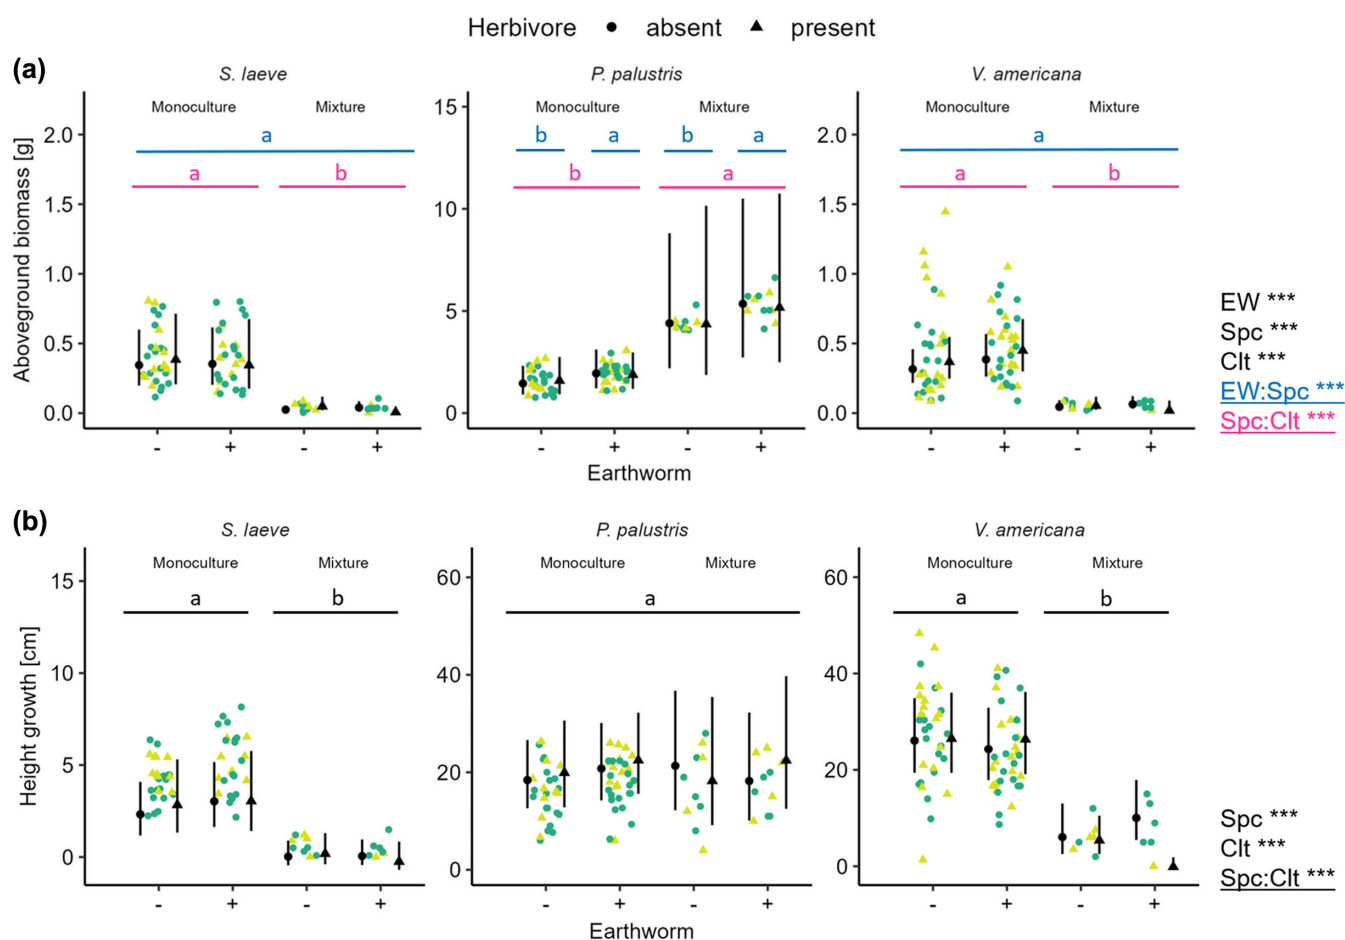 Herbivore ● absent ▲ present
(a)
S. laeve P. palustris V. americana
Monoculture Mixture Monoculture Mixture Monoculture Mixture
a b a b a a
a b b a a b
Aboveground biomass [g]
2.0
1.5
1.0
0.5
0.0
15
10
5
0
2.0
1.5
1.0
0.5
0.0
- + - + - + - + - + - +
Earthworm
EW ***
Spc ***
Clt ***
EW:Spc ***
Spc:Clt ***
(b)
S. laeve P. palustris V. americana
Monoculture Mixture Monoculture Mixture Monoculture Mixture
a b a a b
Height growth [cm]
15
10
5
0
60
40
20
0
60
40
20
0
- + - + - + - + - + - +
Earthworm
Spc ***
Clt ***
Spc:Clt ***